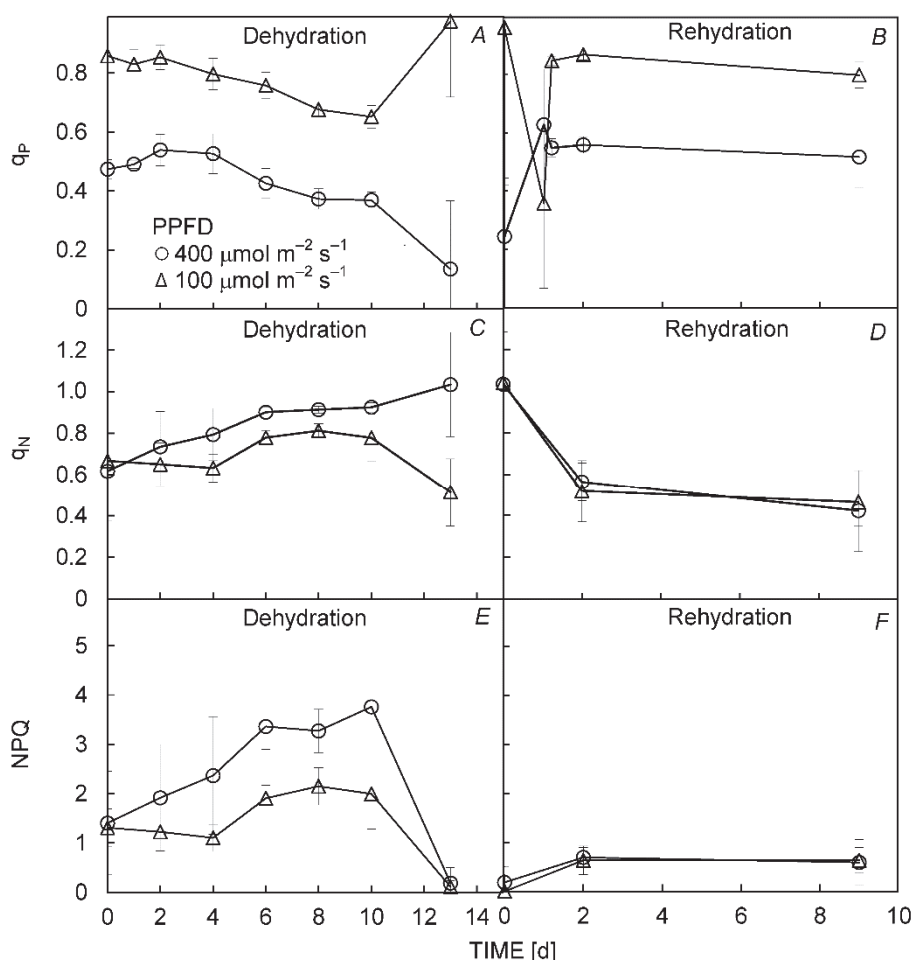 Dehydration A
Rehydration B
0.8
0.6
0.4
0.2
0
qP
PPFD
400 μmol m–2 s–1
100 μmol m–2 s–1
Dehydration C
Rehydration D
1.2
1.0
0.8
0.6
0.4
0.2
0
qN
Dehydration E
Rehydration F
5
4
3
2
1
0
NPQ
0 2 4 6 8 10 12 14 0 2 4 6 8 10
TIME [d]